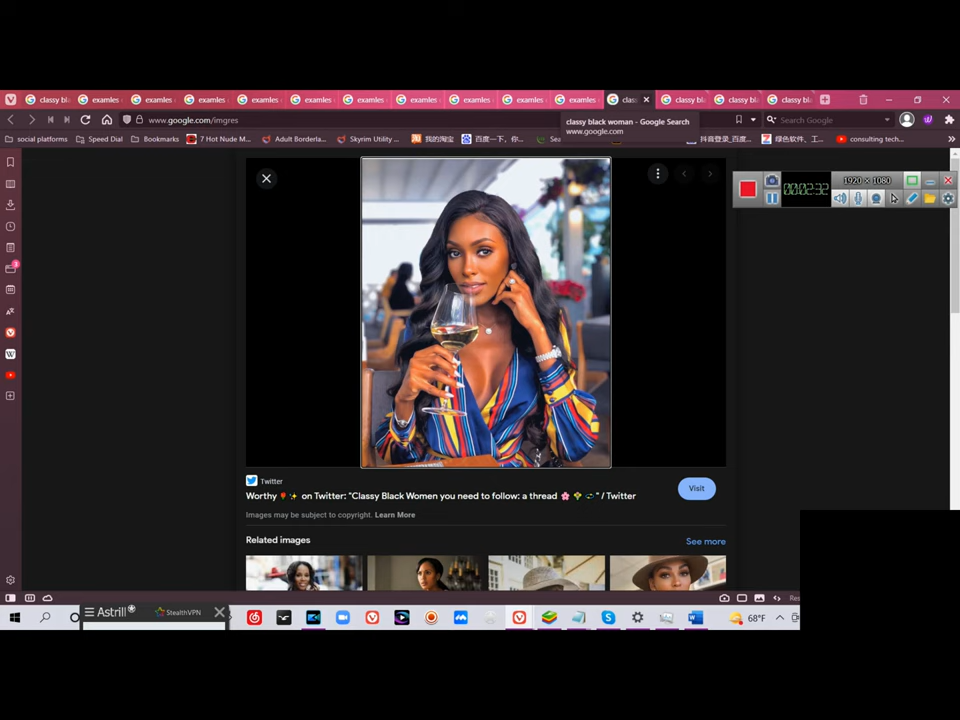 classy bl
examles
examles
examles
examles
examles
examles
examles
examles
examles
examles
clas
classy bl
classy bl
classy bl
www.google.com/imgres
Search Google
classy black woman - Google Search
www.google.com
social platforms
Speed Dial
Bookmarks
7 Hot Nude M...
Adult Borderla...
Skyrim Utility ...
我的淘宝
百度一下，你...
Sea
抖音登录_百度...
绿色软件、工...
consulting tech...
00:02:32
1920 × 1080
3
Twitter
Worthy 🎈✨ on Twitter: "Classy Black Women you need to follow: a thread 🌸 🌻 🪐" / Twitter
Visit
Images may be subject to copyright. Learn More
Related images
See more
Res
Astrill
StealthVPN
68°F